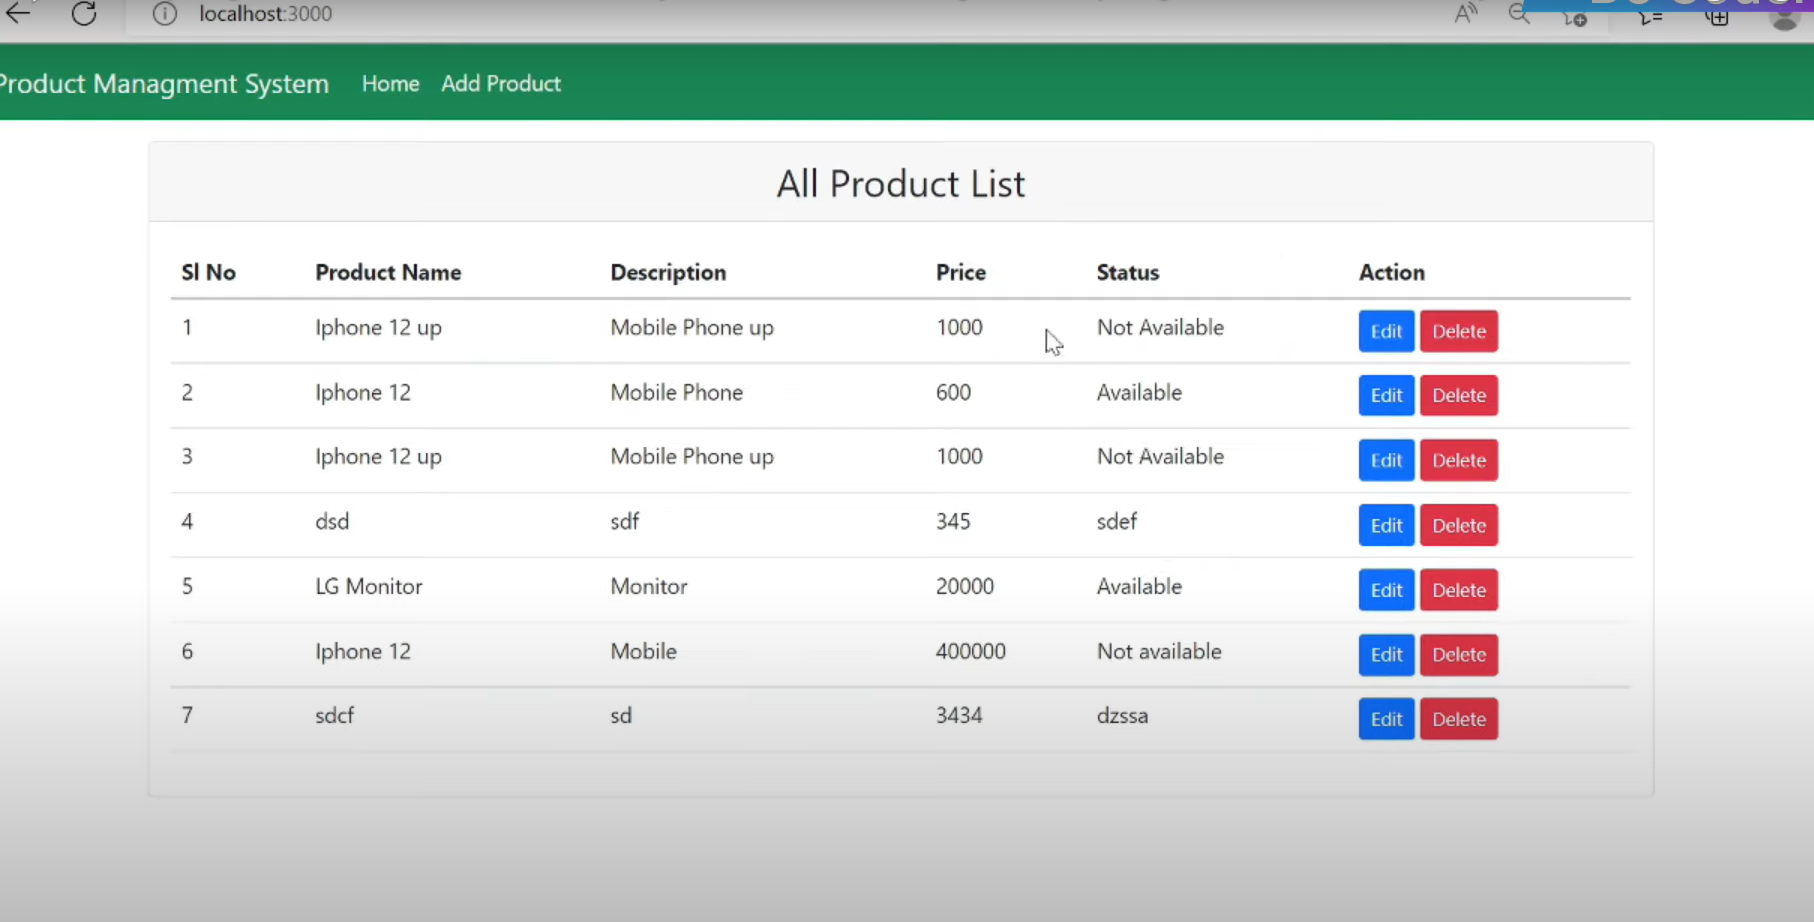 localhost:3000
Product Managment System Home Add Product
All Product List
Sl No Product Name Description Price Status Action
1 Iphone 12 up Mobile Phone up 1000 Not Available Edit Delete
2 Iphone 12 Mobile Phone 600 Available Edit Delete
3 Iphone 12 up Mobile Phone up 1000 Not Available Edit Delete
4 dsd sdf 345 sdef Edit Delete
5 LG Monitor Monitor 20000 Available Edit Delete
6 Iphone 12 Mobile 400000 Not available Edit Delete
7 sdcf sd 3434 dzssa Edit Delete